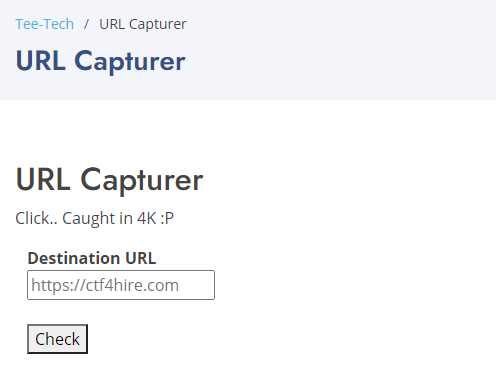 Tee-Tech / URL Capturer
URL Capturer
URL Capturer
Click.. Caught in 4K :P
Destination URL
https://ctf4hire.com
Check